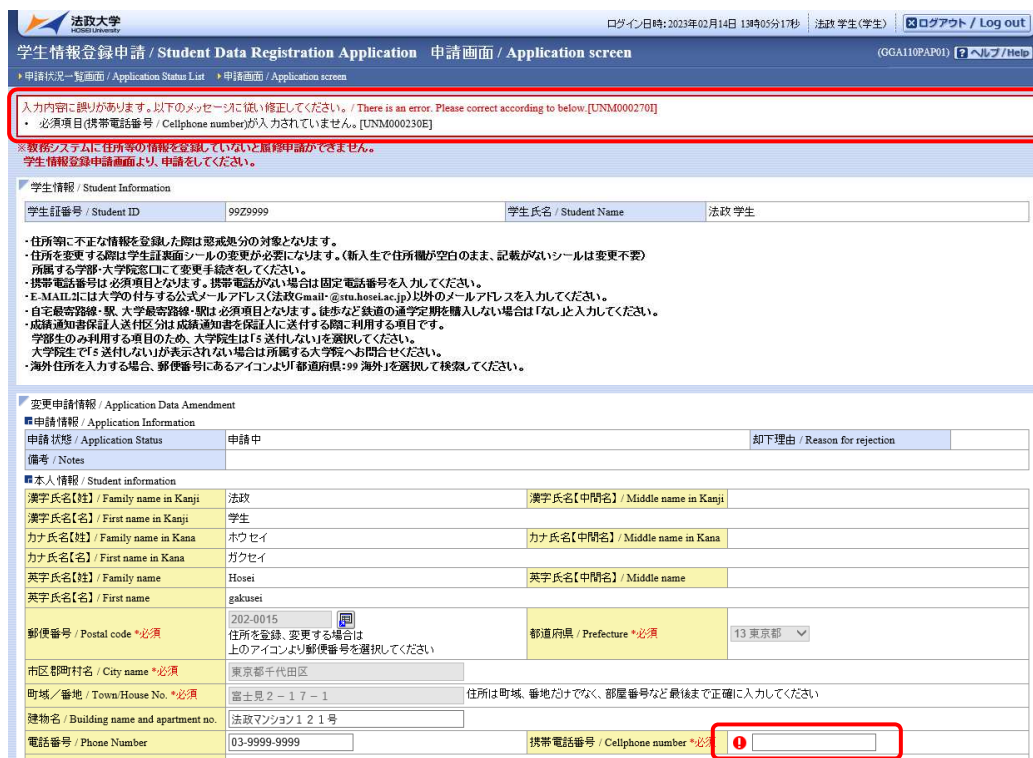 法政大学
HOSEI University
ログイン日時:2023年02月14日 13時05分17秒 法政 学生(学生) ログアウト / Log out
学生情報登録申請 / Student Data Registration Application 申請画面 / Application screen (GGA110PAP01) ヘルプ/Help
申請状況一覧画面 / Application Status List 申請画面 / Application screen
入力内容に誤りがあります。以下のメッセージに従い修正してください。 / There is an error. Please correct according to below.[UNM000270I]
・ 必須項目(携帯電話番号 / Cellphone number)が入力されていません。[UNM000230E]
※教務システムに住所等の情報を登録していないと履修申請ができません。
学生情報登録申請画面より、申請をしてください。
学生情報 / Student Information
学生証番号 / Student ID 99Z9999 学生氏名 / Student Name 法政 学生
・住所等に不正な情報を登録した際は懲戒処分の対象となります。
・住所を変更する際は学生証裏面シールの変更が必要になります。(新入生で住所欄が空白のまま、記載がないシールは変更不要)
所属する学部・大学院窓口にて変更手続きをしてください。
・携帯電話番号は必須項目となります。携帯電話がない場合は固定電話番号を入力してください。
・E-MAIL2には大学の付与する公式メールアドレス(法政Gmail・@stu.hosei.ac.jp)以外のメールアドレスを入力してください。
・自宅最寄路線・駅、大学最寄路線・駅は必須項目となります。徒歩など鉄道の通学定期を購入しない場合は「なし」と入力してください。
・成績通知書保証人送付区分は成績通知書を保証人に送付する際に利用する項目です。
学部生のみ利用する項目のため、大学院生は「5 送付しない」を選択してください。
大学院生で「5 送付しない」が表示されない場合は所属する大学院へお問合せください。
・海外住所を入力する場合、郵便番号にあるアイコンより「都道府県:99 海外」を選択して検索してください。
変更申請情報 / Application Data Amendment
申請情報 / Application Information
申請状態 / Application Status 申請中 却下理由 / Reason for rejection
備考 / Notes
本人情報 / Student information
漢字氏名【姓】 / Family name in Kanji 法政 漢字氏名【中間名】 / Middle name in Kanji
漢字氏名【名】 / First name in Kanji 学生
カナ氏名【姓】 / Family name in Kana ホウセイ カナ氏名【中間名】 / Middle name in Kana
カナ氏名【名】 / First name in Kana ガクセイ
英字氏名【姓】 / Family name Hosei 英字氏名【中間名】 / Middle name
英字氏名【名】 / First name gakusei
郵便番号 / Postal code *必須 202-0015 都道府県 / Prefecture *必須 13 東京都
住所を登録、変更する場合は
上のアイコンより郵便番号を選択してください
市区郡町村名 / City name *必須 東京都千代田区
町域／番地 / Town/House No. *必須 富士見２－１７－１ 住所は町域、番地だけでなく、部屋番号など最後まで正確に入力してください
建物名 / Building name and apartment no. 法政マンション１２１号
電話番号 / Phone Number 03-9999-9999 携帯電話番号 / Cellphone number *必須